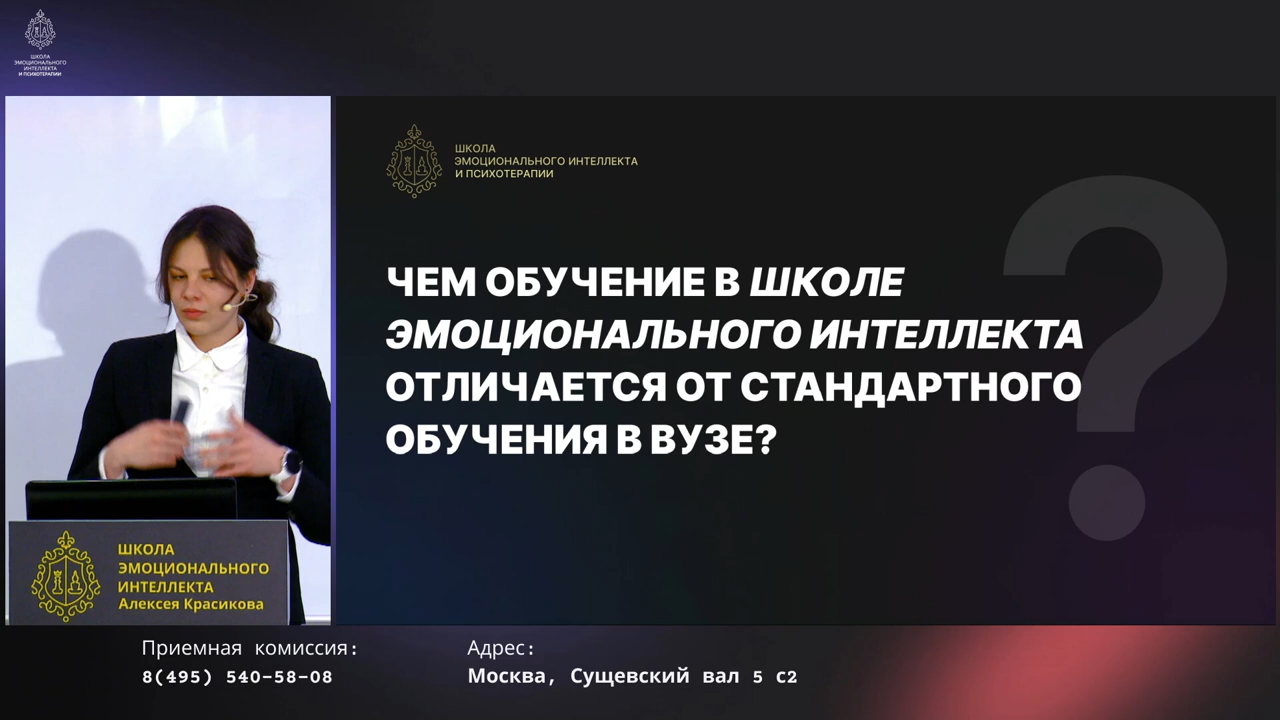 ШКОЛА
ЭМОЦИОНАЛЬНОГО
ИНТЕЛЛЕКТА
И ПСИХОТЕРАПИИ
ШКОЛА
ЭМОЦИОНАЛЬНОГО ИНТЕЛЛЕКТА
И ПСИХОТЕРАПИИ
ЧЕМ ОБУЧЕНИЕ В ШКОЛЕ
ЭМОЦИОНАЛЬНОГО ИНТЕЛЛЕКТА
ОТЛИЧАЕТСЯ ОТ СТАНДАРТНОГО
ОБУЧЕНИЯ В ВУЗЕ?
?
ШКОЛА
ЭМОЦИОНАЛЬНОГО
ИНТЕЛЛЕКТА
Алексея Красикова
Приемная комиссия:
8(495) 540-58-08
Адрес:
Москва, Сущевский вал 5 с2